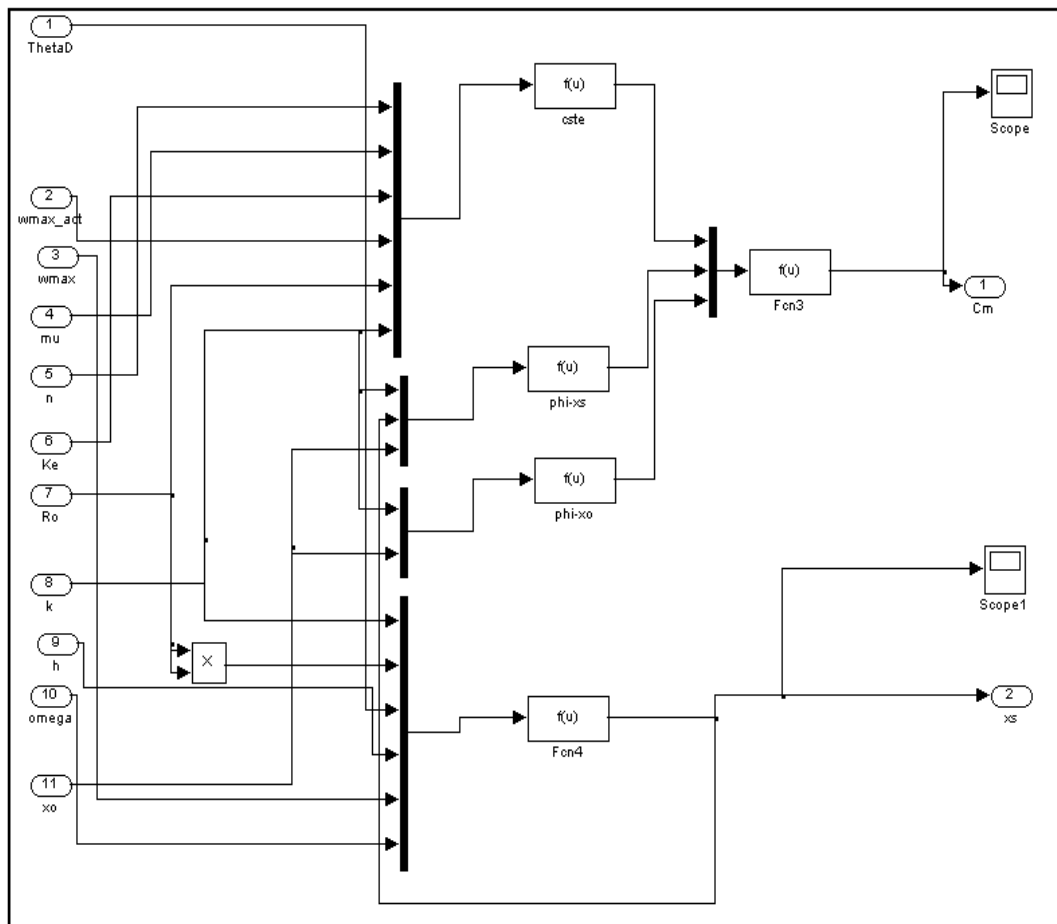 1
ThetaD
f(u)
cste
Scope
2
wmax_act
3
wmax
f(u)
Fcn3
1
Cm
4
mu
5
n
f(u)
phi-xs
6
Ke
7
Ro
f(u)
phi-xo
8
k
Scope1
9
h
×
10
omega
f(u)
Fcn4
2
xs
11
xo